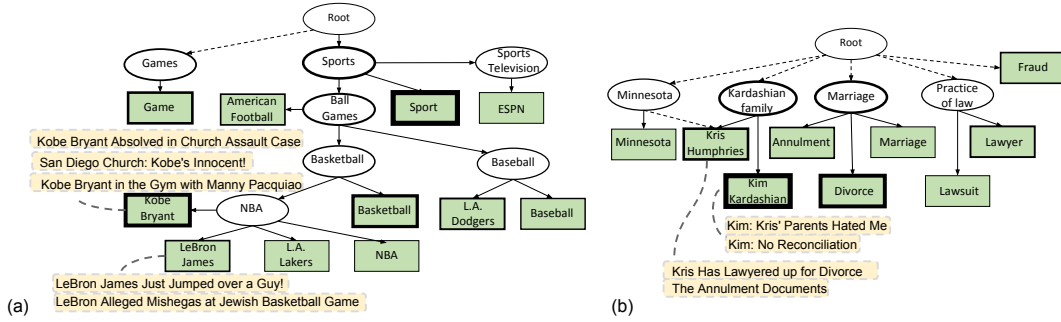 Root
Games
Sports
Sports
Television
Game
American
Football
Ball
Games
Sport
ESPN
Kobe Bryant Absolved in Church Assault Case
San Diego Church: Kobe's Innocent!
Kobe Bryant in the Gym with Manny Pacquiao
Basketball
Baseball
Kobe
Bryant
NBA
Basketball
L.A.
Dodgers
Baseball
LeBron
James
L.A.
Lakers
NBA
LeBron James Just Jumped over a Guy!
LeBron Alleged Mishegas at Jewish Basketball Game
(a)
Root
Fraud
Minnesota
Kardashian
family
Marriage
Practice
of law
Minnesota
Kris
Humphries
Annulment
Marriage
Lawyer
Kim
Kardashian
Divorce
Lawsuit
Kim: Kris' Parents Hated Me
Kim: No Reconciliation
Kris Has Lawyered up for Divorce
The Annulment Documents
(b)